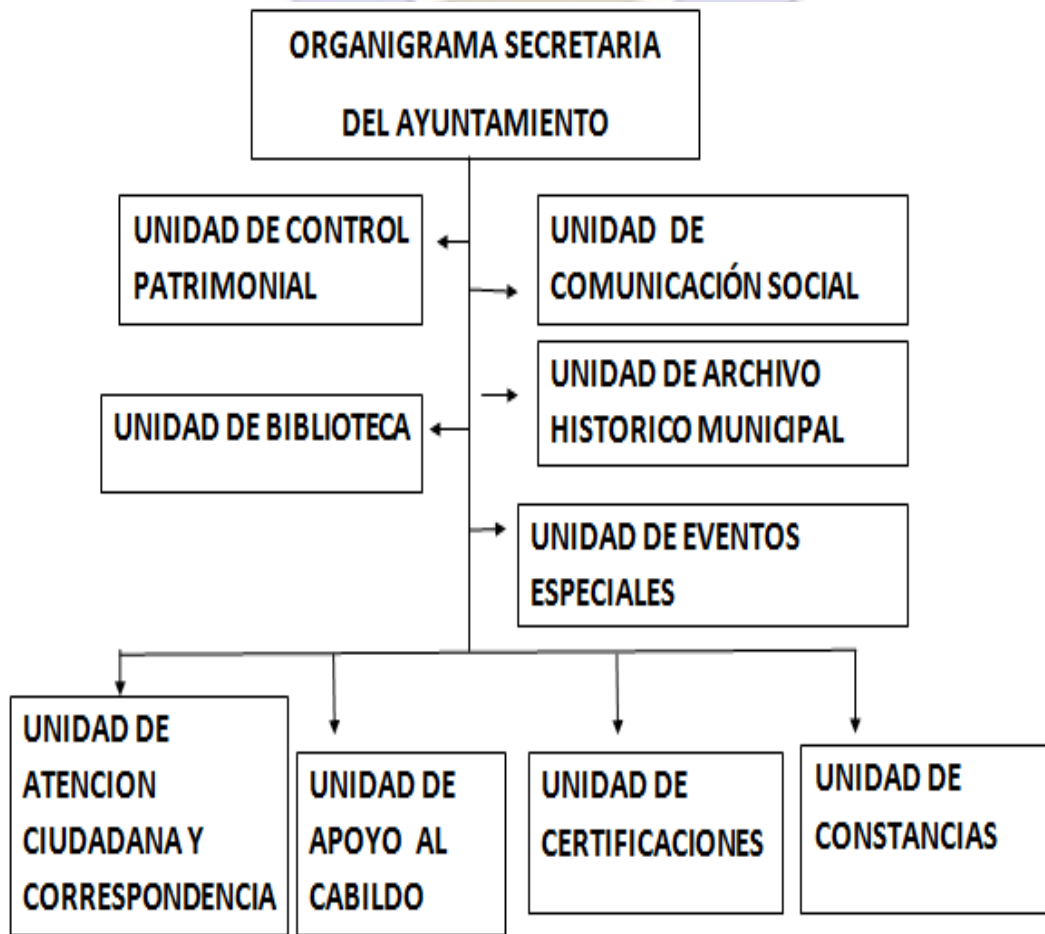 ORGANIGRAMA SECRETARIA
DEL AYUNTAMIENTO
UNIDAD DE CONTROL
PATRIMONIAL
UNIDAD DE
COMUNICACIÓN SOCIAL
UNIDAD DE ARCHIVO
HISTORICO MUNICIPAL
UNIDAD DE BIBLIOTECA
UNIDAD DE EVENTOS
ESPECIALES
UNIDAD DE
ATENCION
CIUDADANA Y
CORRESPONDENCIA
UNIDAD DE
APOYO AL
CABILDO
UNIDAD DE
CERTIFICACIONES
UNIDAD DE
CONSTANCIAS